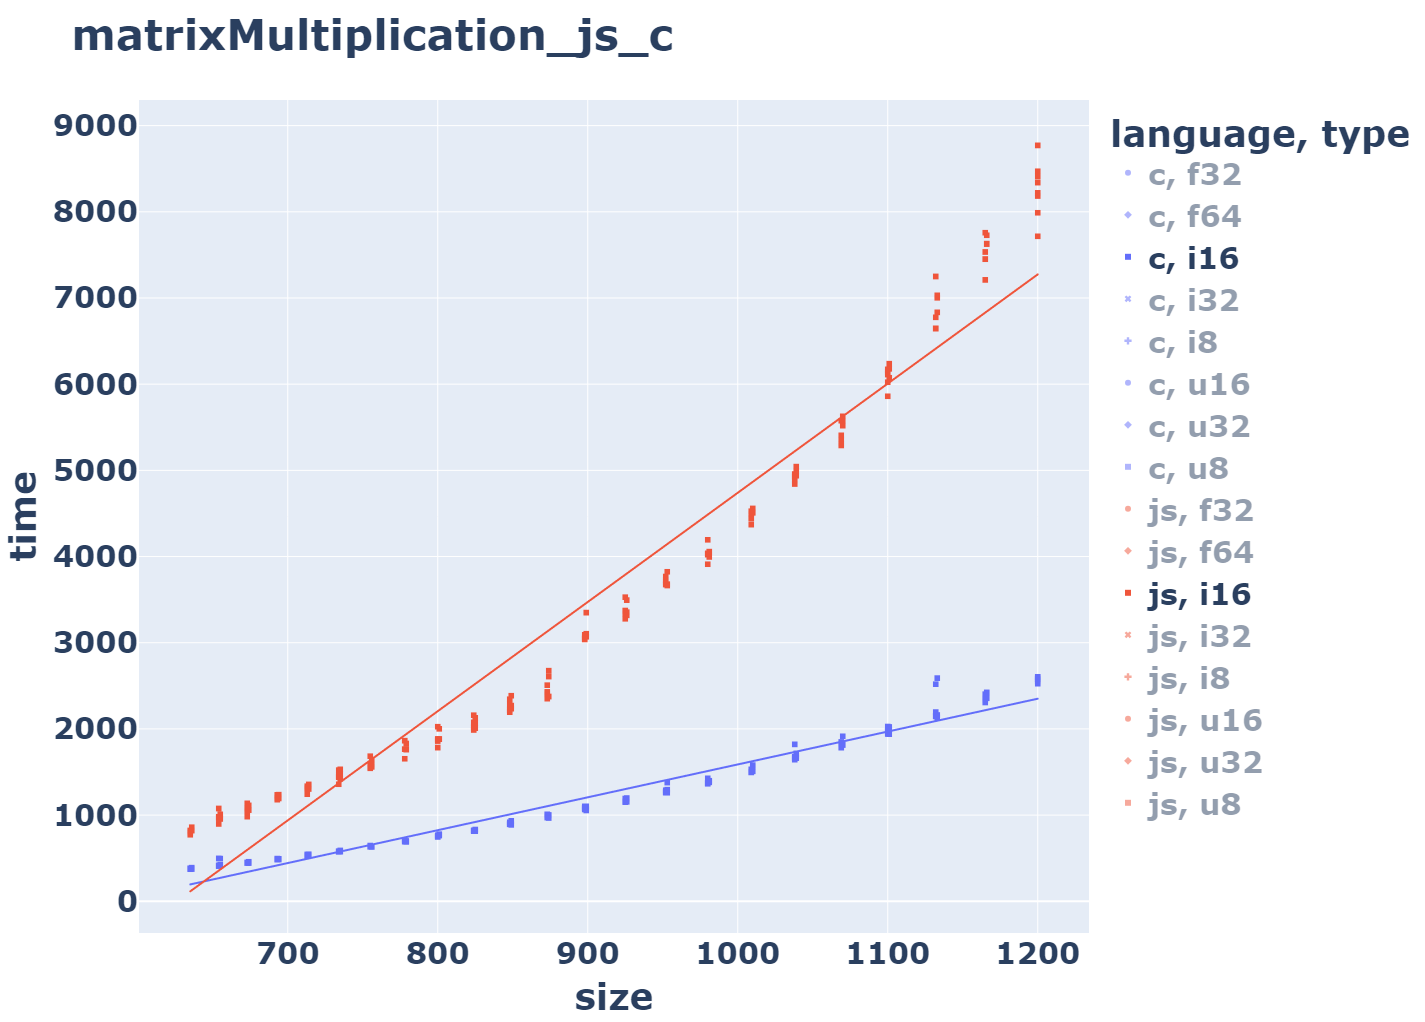 matrixMultiplication_js_c
9000
8000
7000
6000
5000
4000
3000
2000
1000
0
time
700 800 900 1000 1100 1200
size
language, type
c, f32
c, f64
c, i16
c, i32
c, i8
c, u16
c, u32
c, u8
js, f32
js, f64
js, i16
js, i32
js, i8
js, u16
js, u32
js, u8